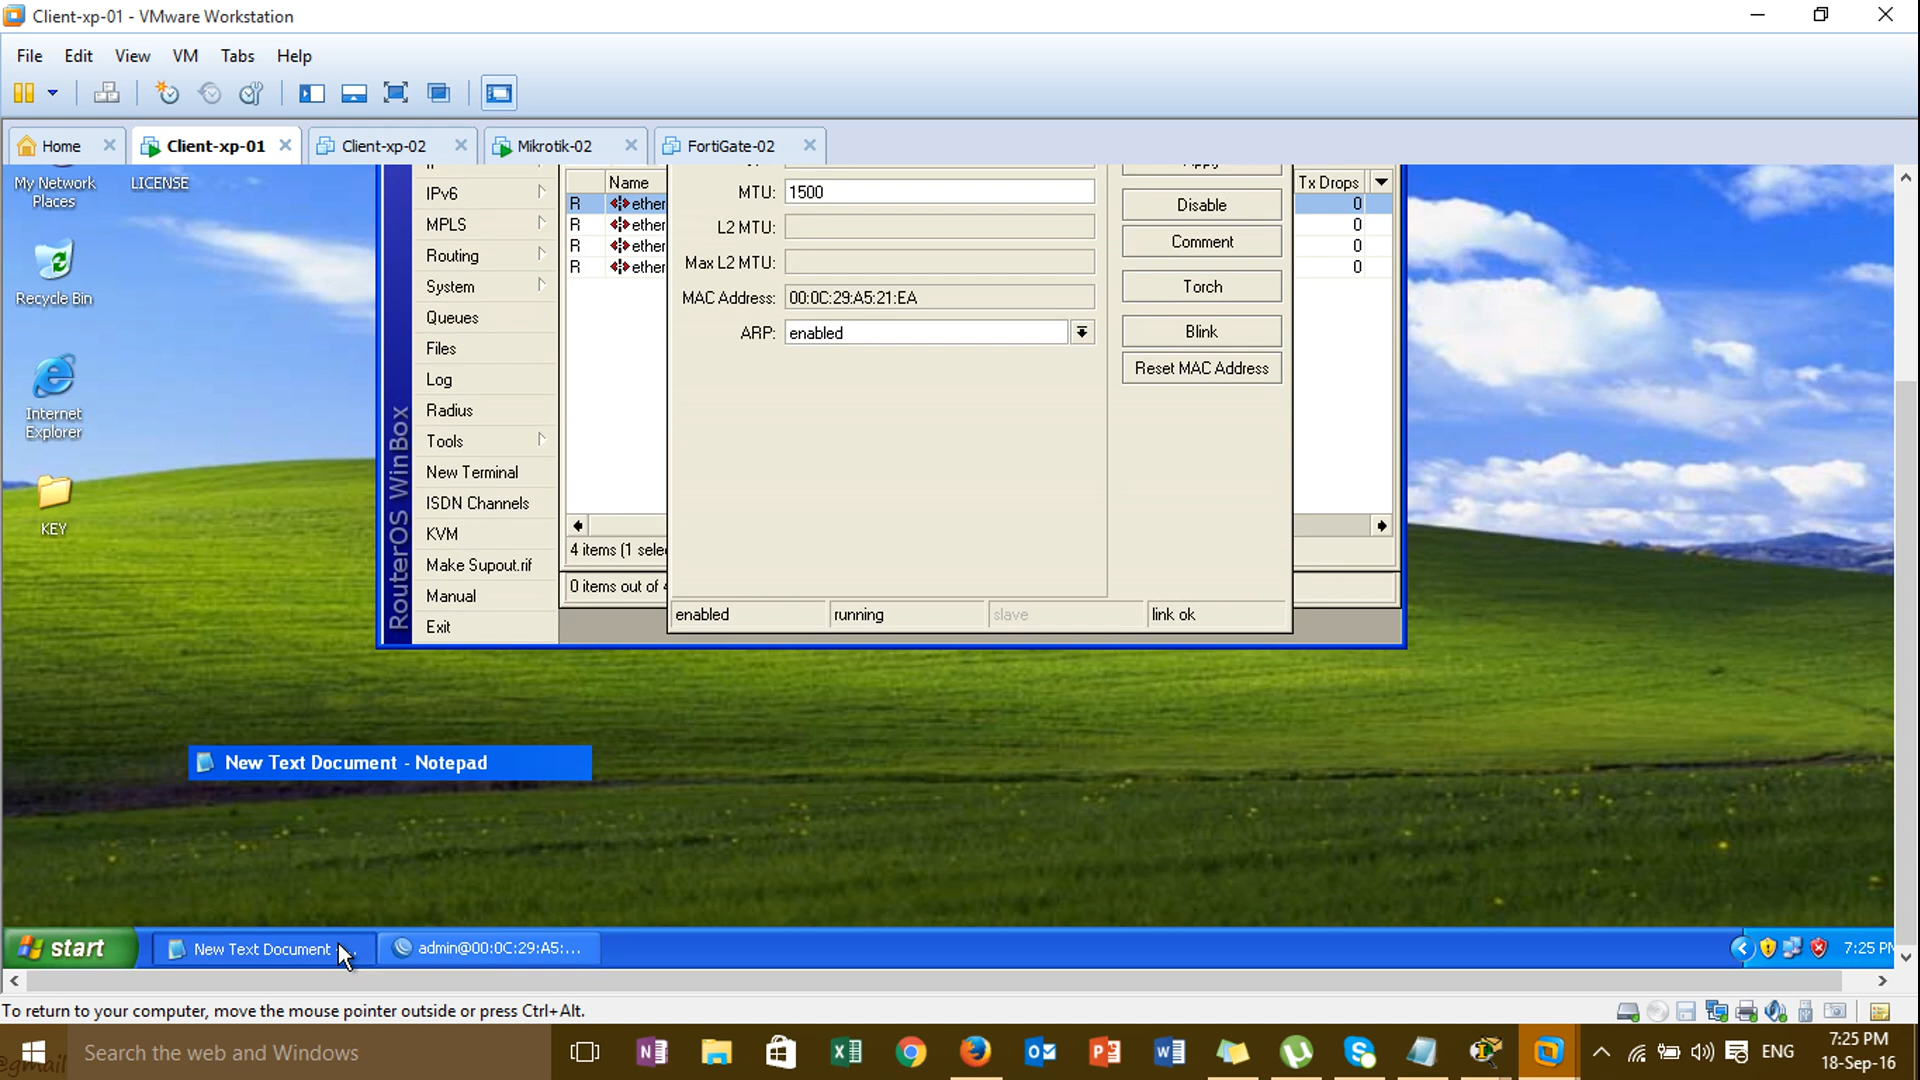 Client-xp-01 - VMware Workstation
File Edit View VM Tabs Help
Home Client-xp-01 Client-xp-02 Mikrotik-02 FortiGate-02
My Network Places
LICENSE
Recycle Bin
Internet Explorer
KEY
RouterOS WinBox
IPv6
MPLS
Routing
System
Queues
Files
Log
Radius
Tools
New Terminal
ISDN Channels
KVM
Make Supout.rif
Manual
Exit
Name
R ether
R ether
R ether
R ether
4 items (1 selec
0 items out of 4
MTU: 1500
L2 MTU:
Max L2 MTU:
MAC Address: 00:0C:29:A5:21:EA
ARP: enabled
enabled running slave link ok
Apply
Disable
Comment
Torch
Blink
Reset MAC Address
Tx Drops
0
0
0
0
New Text Document - Notepad
start New Text Document admin@00:0C:29:A5:... 7:25 PM
To return to your computer, move the mouse pointer outside or press Ctrl+Alt.
@gmail
Search the web and Windows
ENG
7:25 PM
18-Sep-16